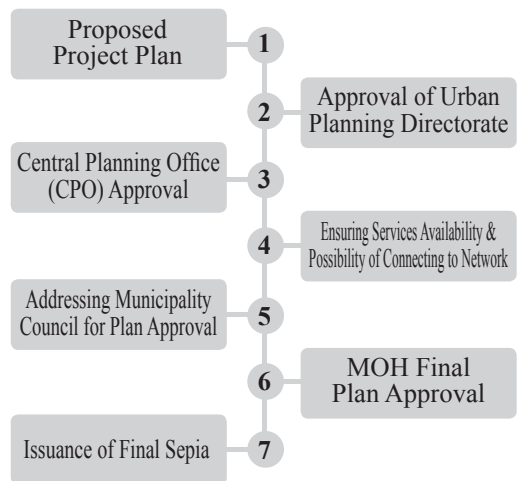 Proposed
Project Plan
1
2
Approval of Urban
Planning Directorate
Central Planning Office
(CPO) Approval
3
4
Ensuring Services Availability &
Possibility of Connecting to Network
Addressing Municipality
Council for Plan Approval
5
6
MOH Final
Plan Approval
Issuance of Final Sepia
7